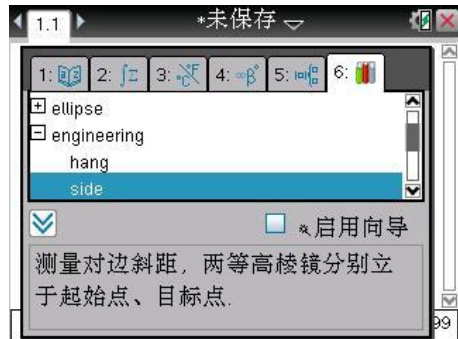 1.1 *未保存
1: 2: ∫Σ 3: °C°F 4: ∞β° 5: 6:
ellipse
engineering
hang
side
启用向导
测量对边斜距，两等高棱镜分别立
于起始点、目标点.
99